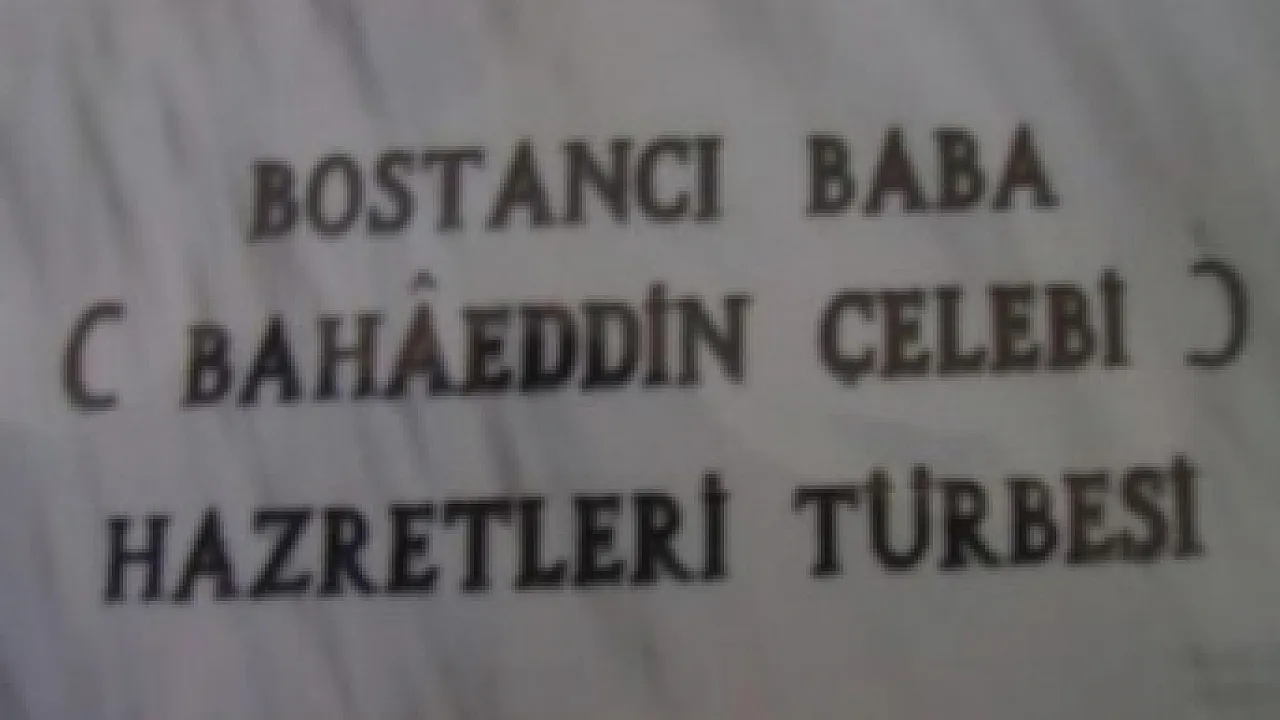 BOSTANCI BABA
( BAHÂEDDİN ÇELEBİ )
HAZRETLERİ TÜRBESİ